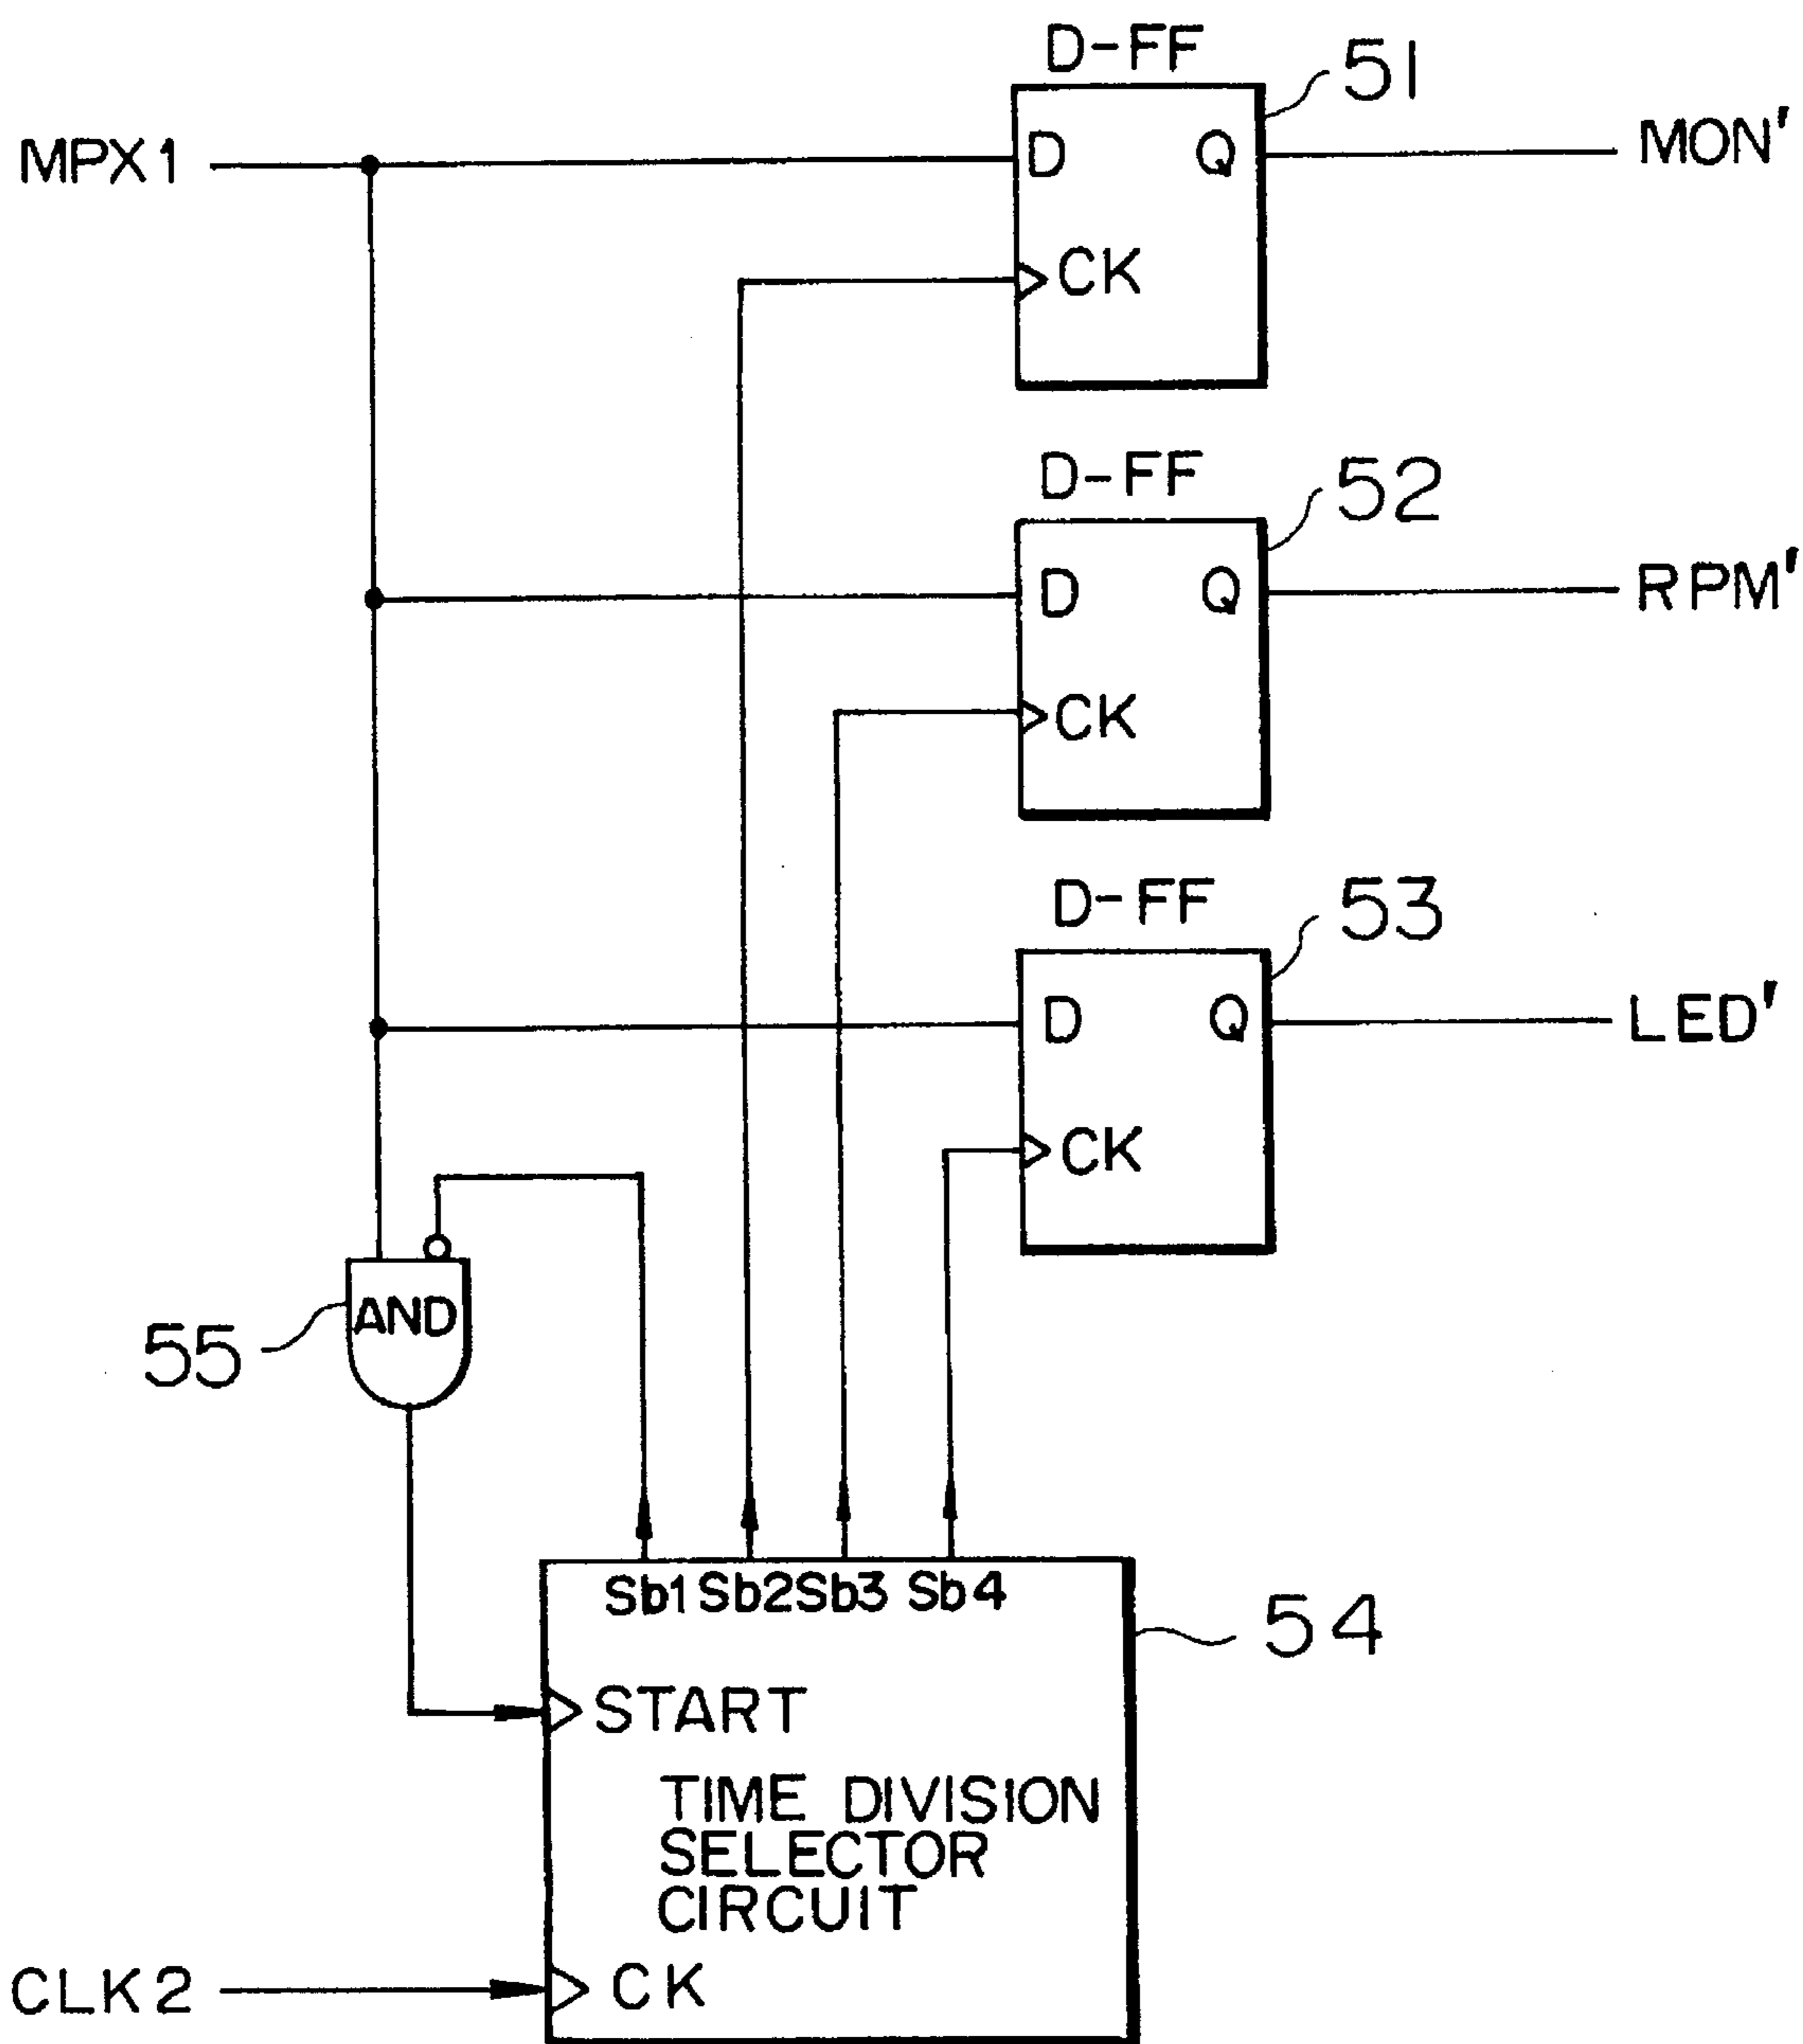 D-FF
51
MPX1
D
Q
MON'
CK
D-FF
52
D
Q
RPM'
CK
D-FF
53
D
Q
LED'
CK
AND
55
Sb1 Sb2 Sb3 Sb4
54
START
TIME DIVISION
SELECTOR
CIRCUIT
CLK2
CK